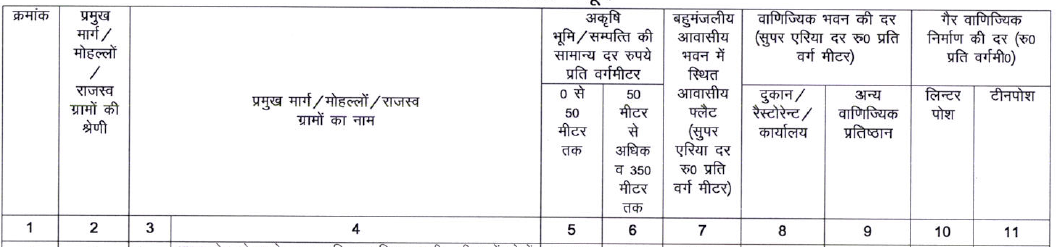 क्रमांक
प्रमुख
मार्ग/
मोहल्लों
/
राजस्व
ग्रामों की
श्रेणी
प्रमुख मार्ग/मोहल्लों/राजस्व
ग्रामों का नाम
अकृषि
भूमि/सम्पत्ति की
सामान्य दर रुपये
प्रति वर्गमीटर
0 से
50
मीटर
तक
50
मीटर
से
अधिक
व 350
मीटर
तक
बहुमंजलीय
आवासीय
भवन में
स्थित
आवासीय
फ्लैट
(सुपर
एरिया दर
रु0 प्रति
वर्ग मीटर)
वाणिज्यिक भवन की दर
(सुपर एरिया दर रु0 प्रति
वर्ग मीटर)
दुकान/
रैस्टोरेन्ट/
कार्यालय
अन्य
वाणिज्यिक
प्रतिष्ठान
गैर वाणिज्यिक
निर्माण की दर (रु0
प्रति वर्गमी0)
लिन्टर
पोश
टीनपोश
1 2 3 4 5 6 7 8 9 10 11